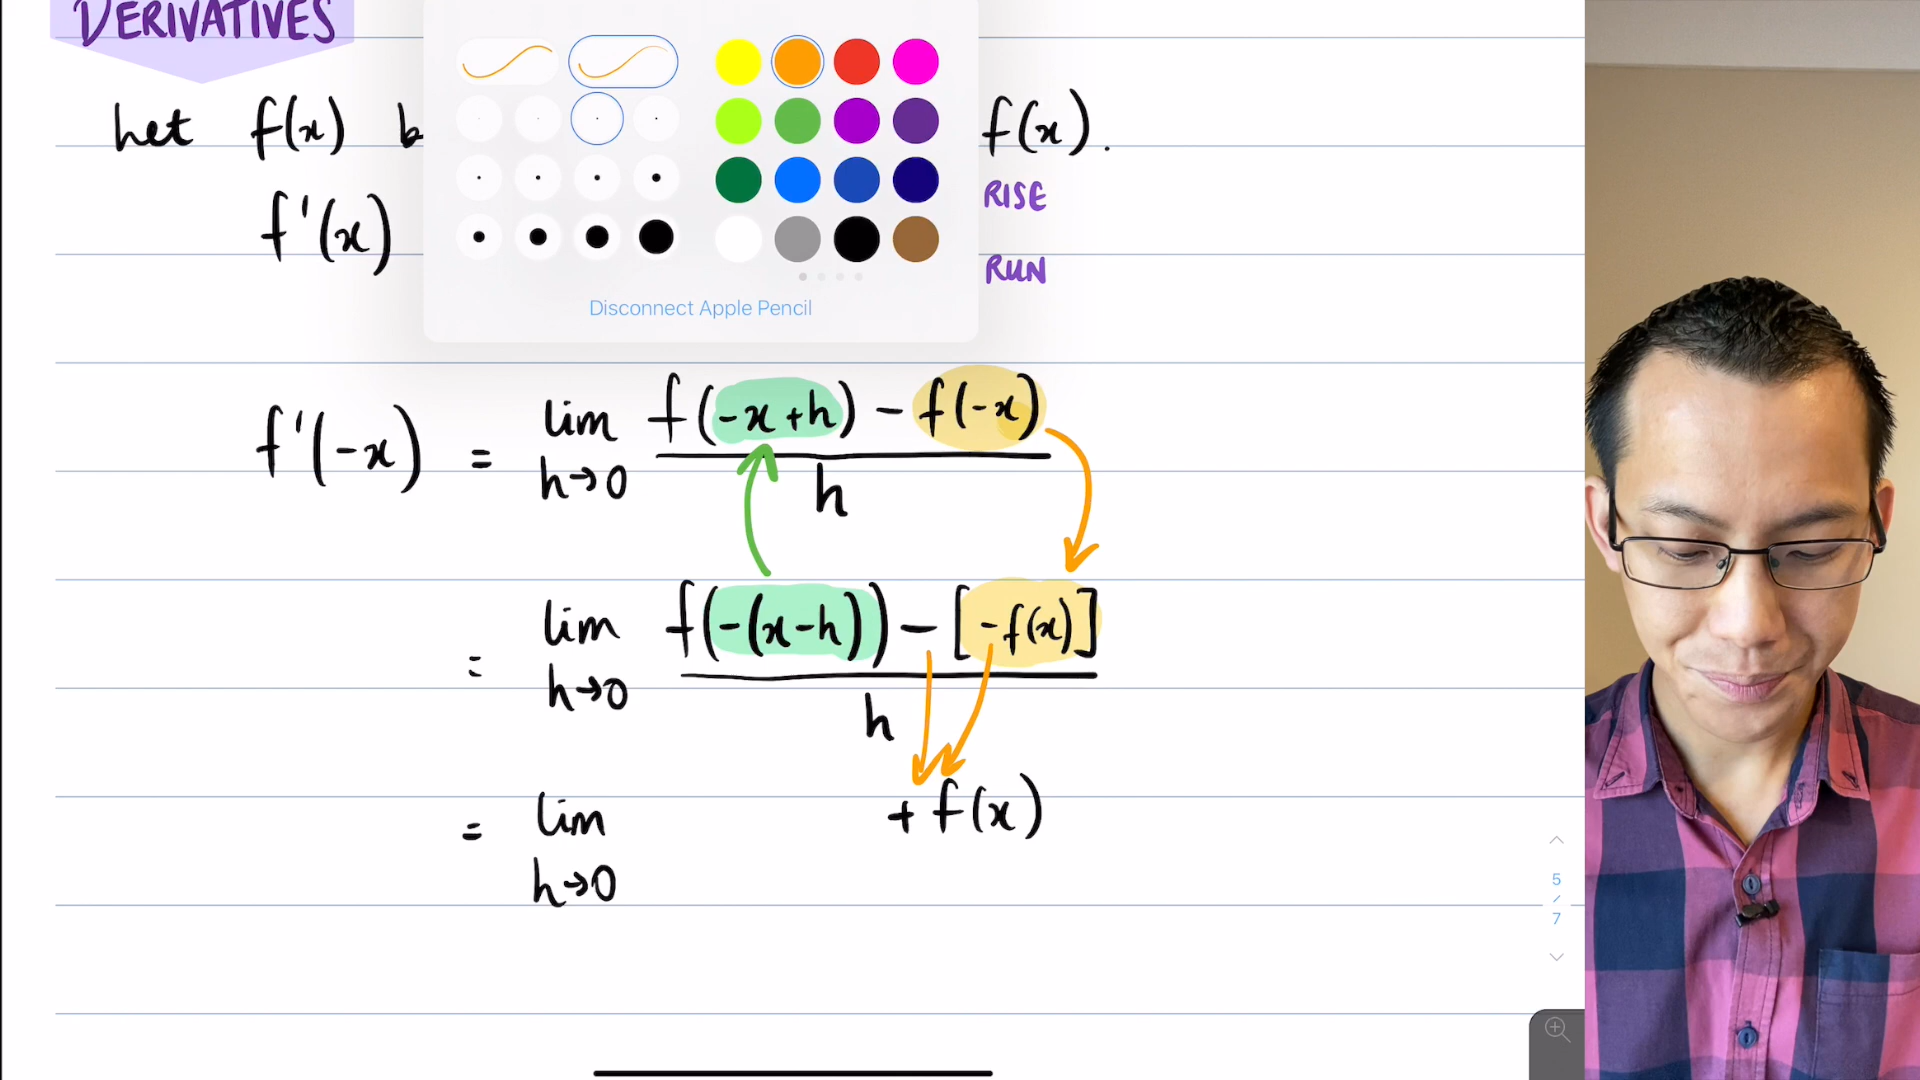 DERIVATIVES
Let f(x) b f(x).
f'(x) RISE
RUN
Disconnect Apple Pencil
f'(-x) = lim h→0 f(-x+h) - f(-x)
h
= lim h→0 f(-(x-h)) - [-f(x)]
h
= lim h→0 + f(x)
5
/
7